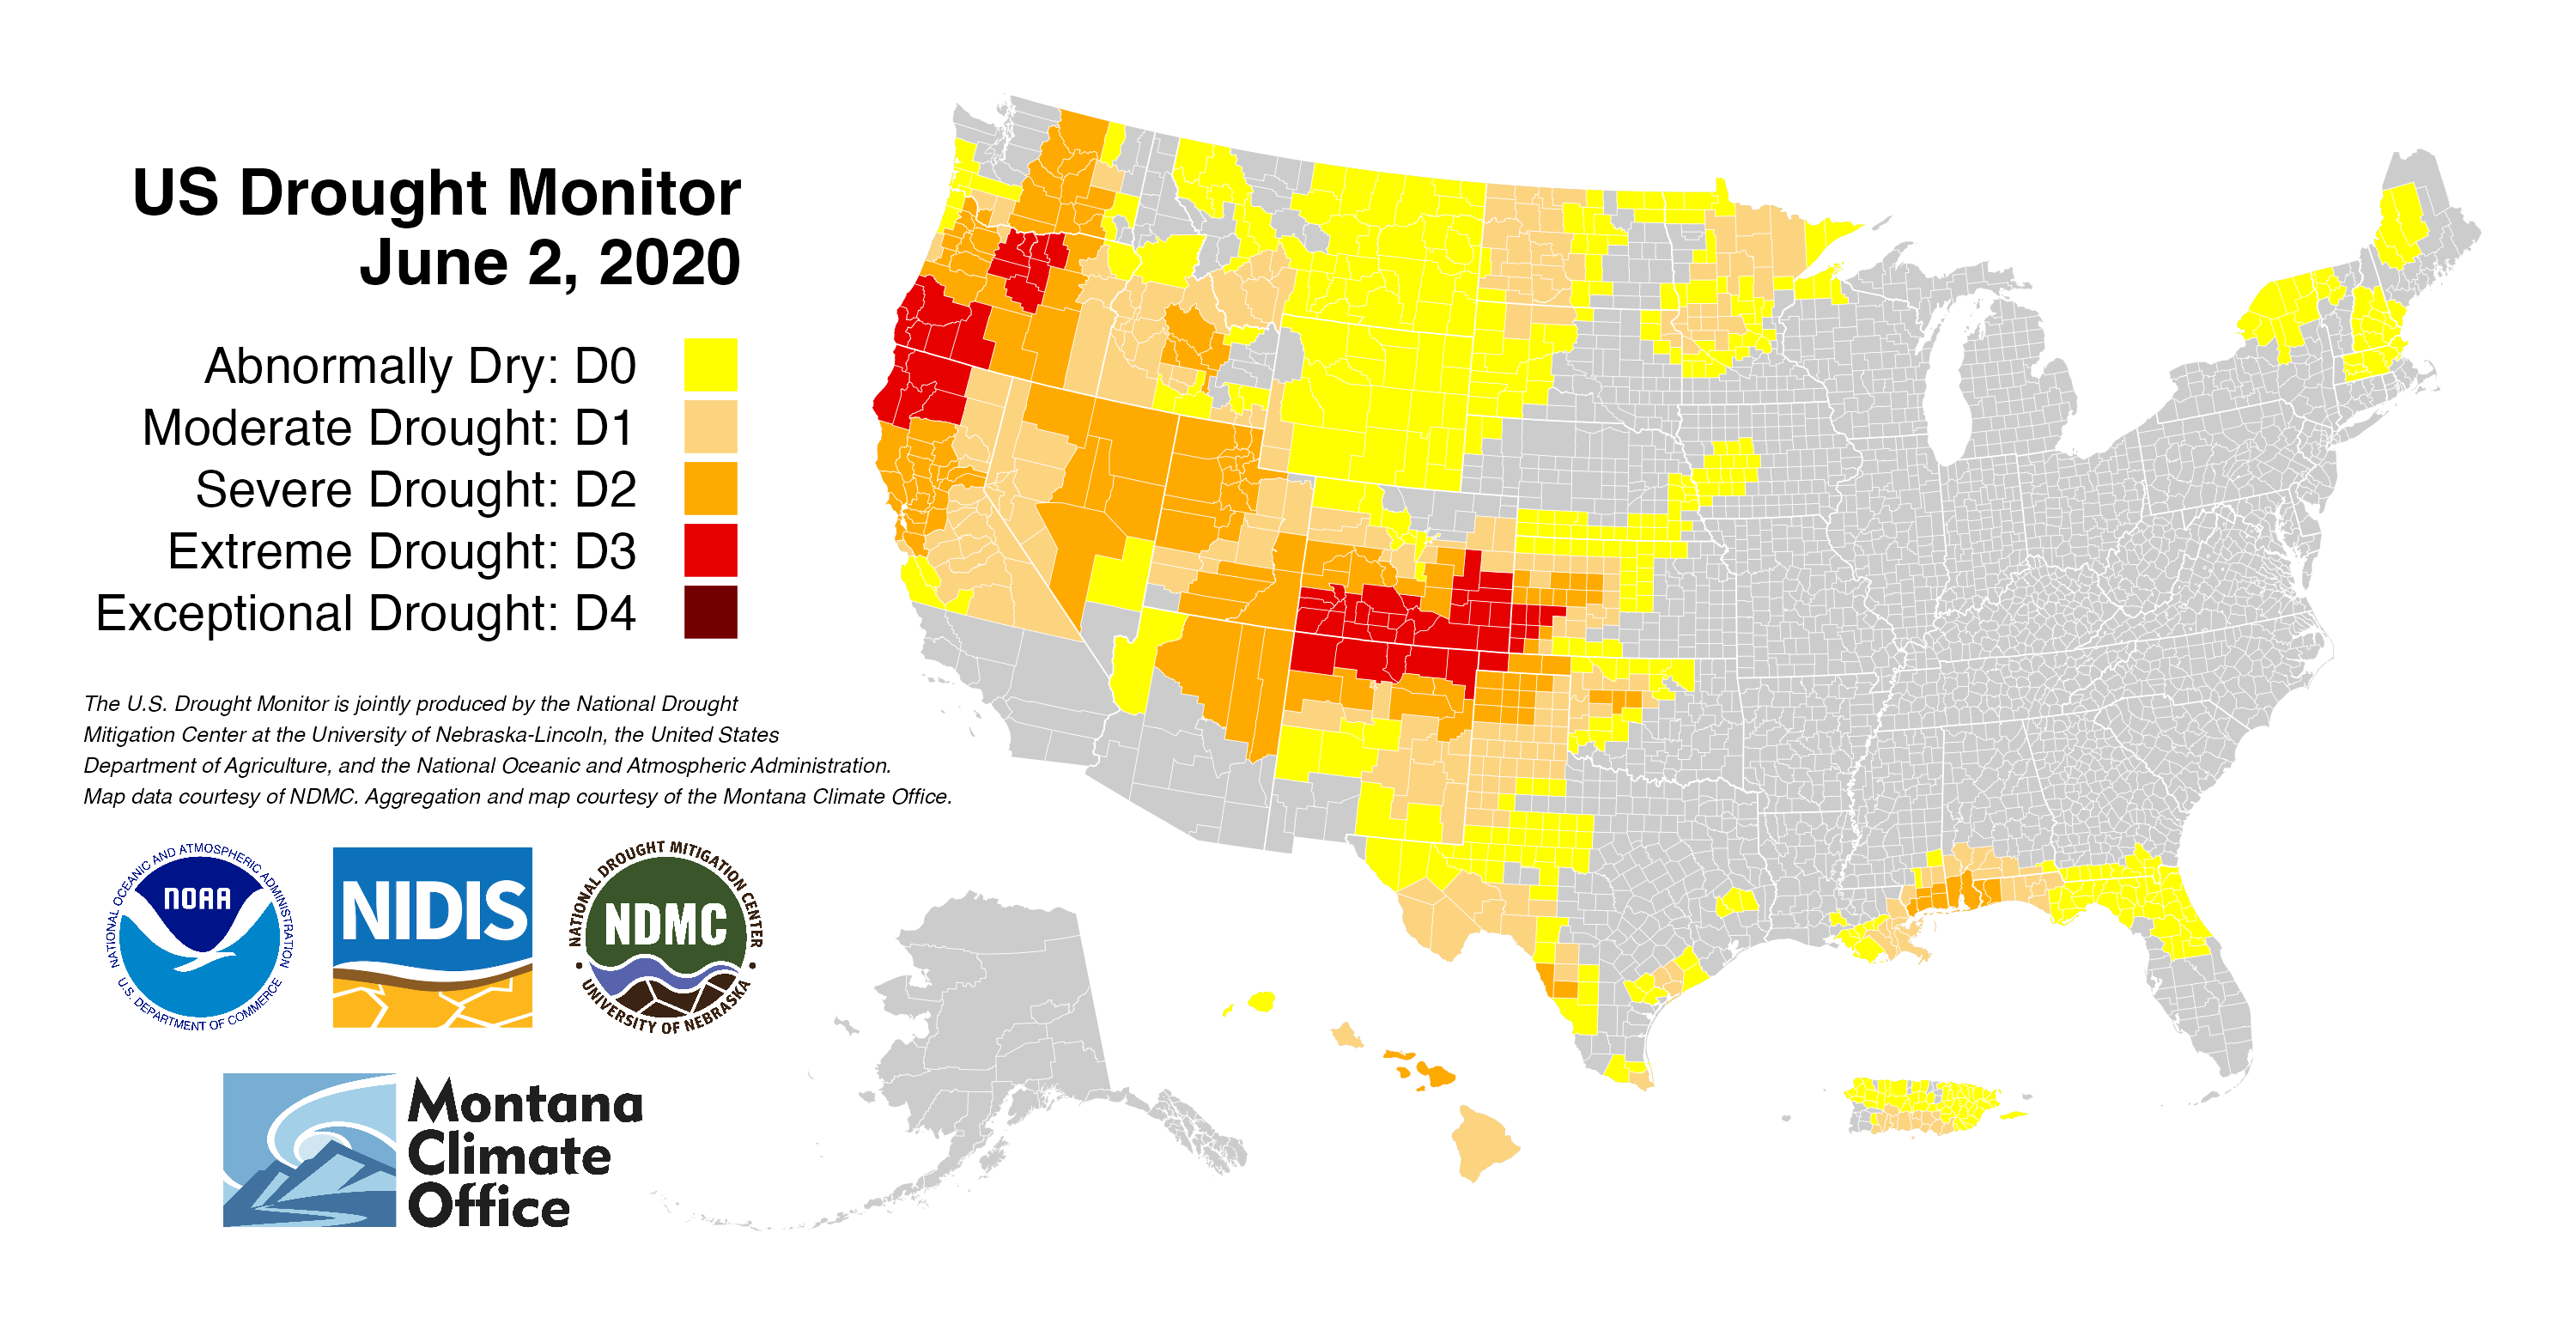 US Drought Monitor
June 2, 2020
Abnormally Dry: D0
Moderate Drought: D1
Severe Drought: D2
Extreme Drought: D3
Exceptional Drought: D4
The U.S. Drought Monitor is jointly produced by the National Drought
Mitigation Center at the University of Nebraska-Lincoln, the United States
Department of Agriculture, and the National Oceanic and Atmospheric Administration.
Map data courtesy of NDMC. Aggregation and map courtesy of the Montana Climate Office.
NATIONAL OCEANIC AND ATMOSPHERIC ADMINISTRATION
NOAA
U.S. DEPARTMENT OF COMMERCE
NIDIS
NATIONAL DROUGHT MITIGATION CENTER
NDMC
UNIVERSITY OF NEBRASKA
Montana
Climate
Office